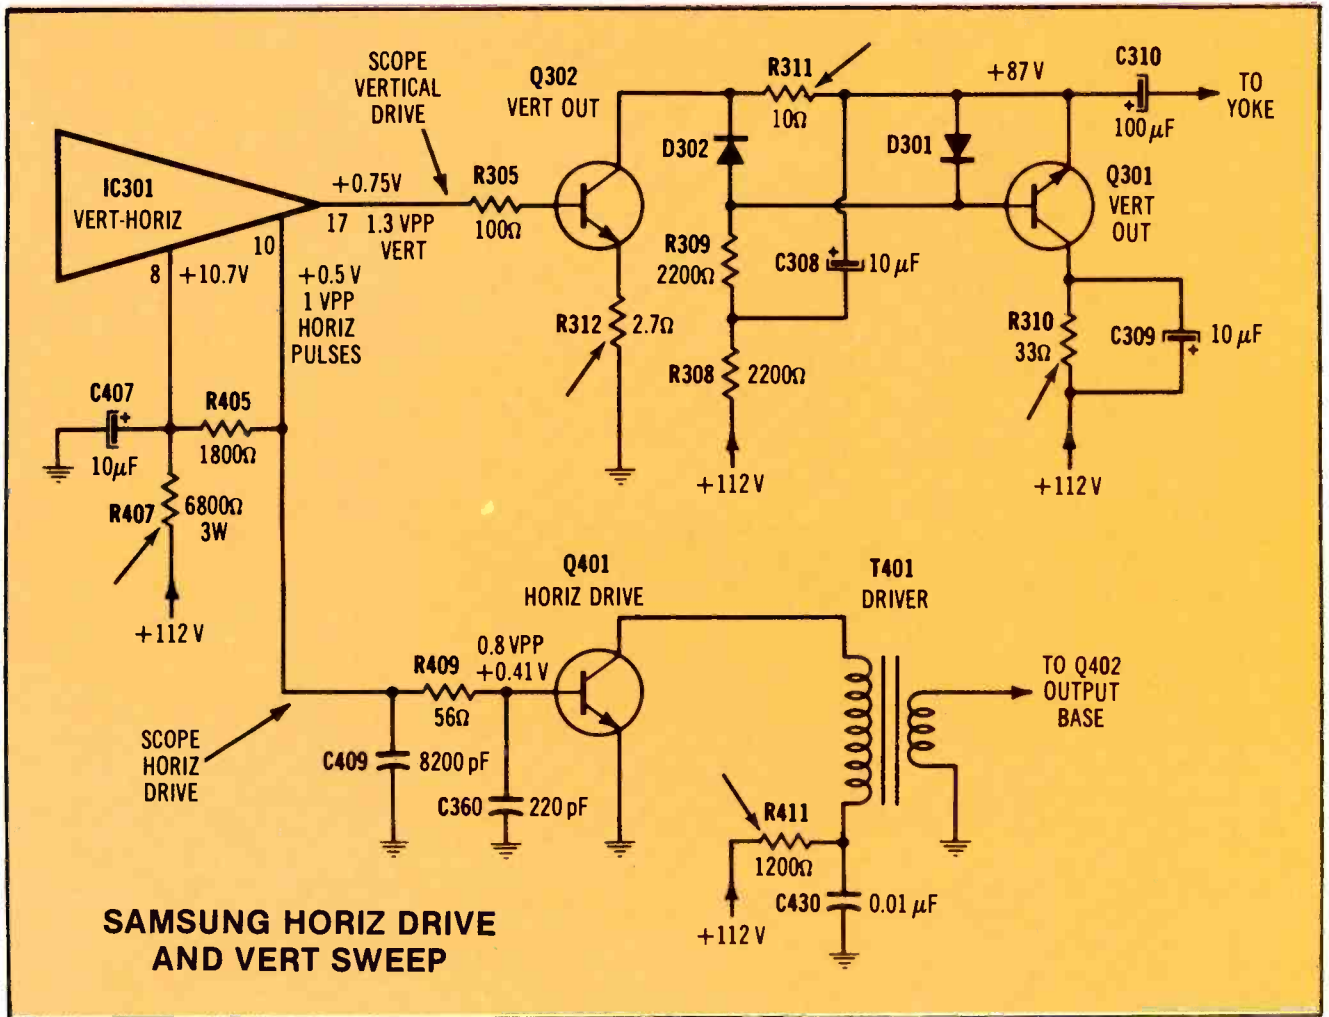 SCOPE
VERTICAL
DRIVE
Q302
VERT OUT
R311
10Ω
+87 V
C310
+
100 µF
TO
YOKE
D302
D301
Q301
VERT
OUT
IC301
VERT-HORIZ
+0.75V
17
1.3 VPP
VERT
R305
100Ω
10
8
+10.7V
+0.5 V
1 VPP
HORIZ
PULSES
R309
2200Ω
C308
+
10 µF
R312
2.7Ω
R308
2200Ω
R310
33Ω
C309
+
10 µF
C407
+
10µF
R405
1800Ω
R407
6800Ω
3W
+112 V
+112 V
+112 V
Q401
HORIZ DRIVE
T401
DRIVER
0.8 VPP
+0.41 V
R409
56Ω
TO Q402
OUTPUT
BASE
SCOPE
HORIZ
DRIVE
C409
8200 pF
C360
220 pF
R411
1200Ω
C430
0.01 µF
+112 V
SAMSUNG HORIZ DRIVE
AND VERT SWEEP